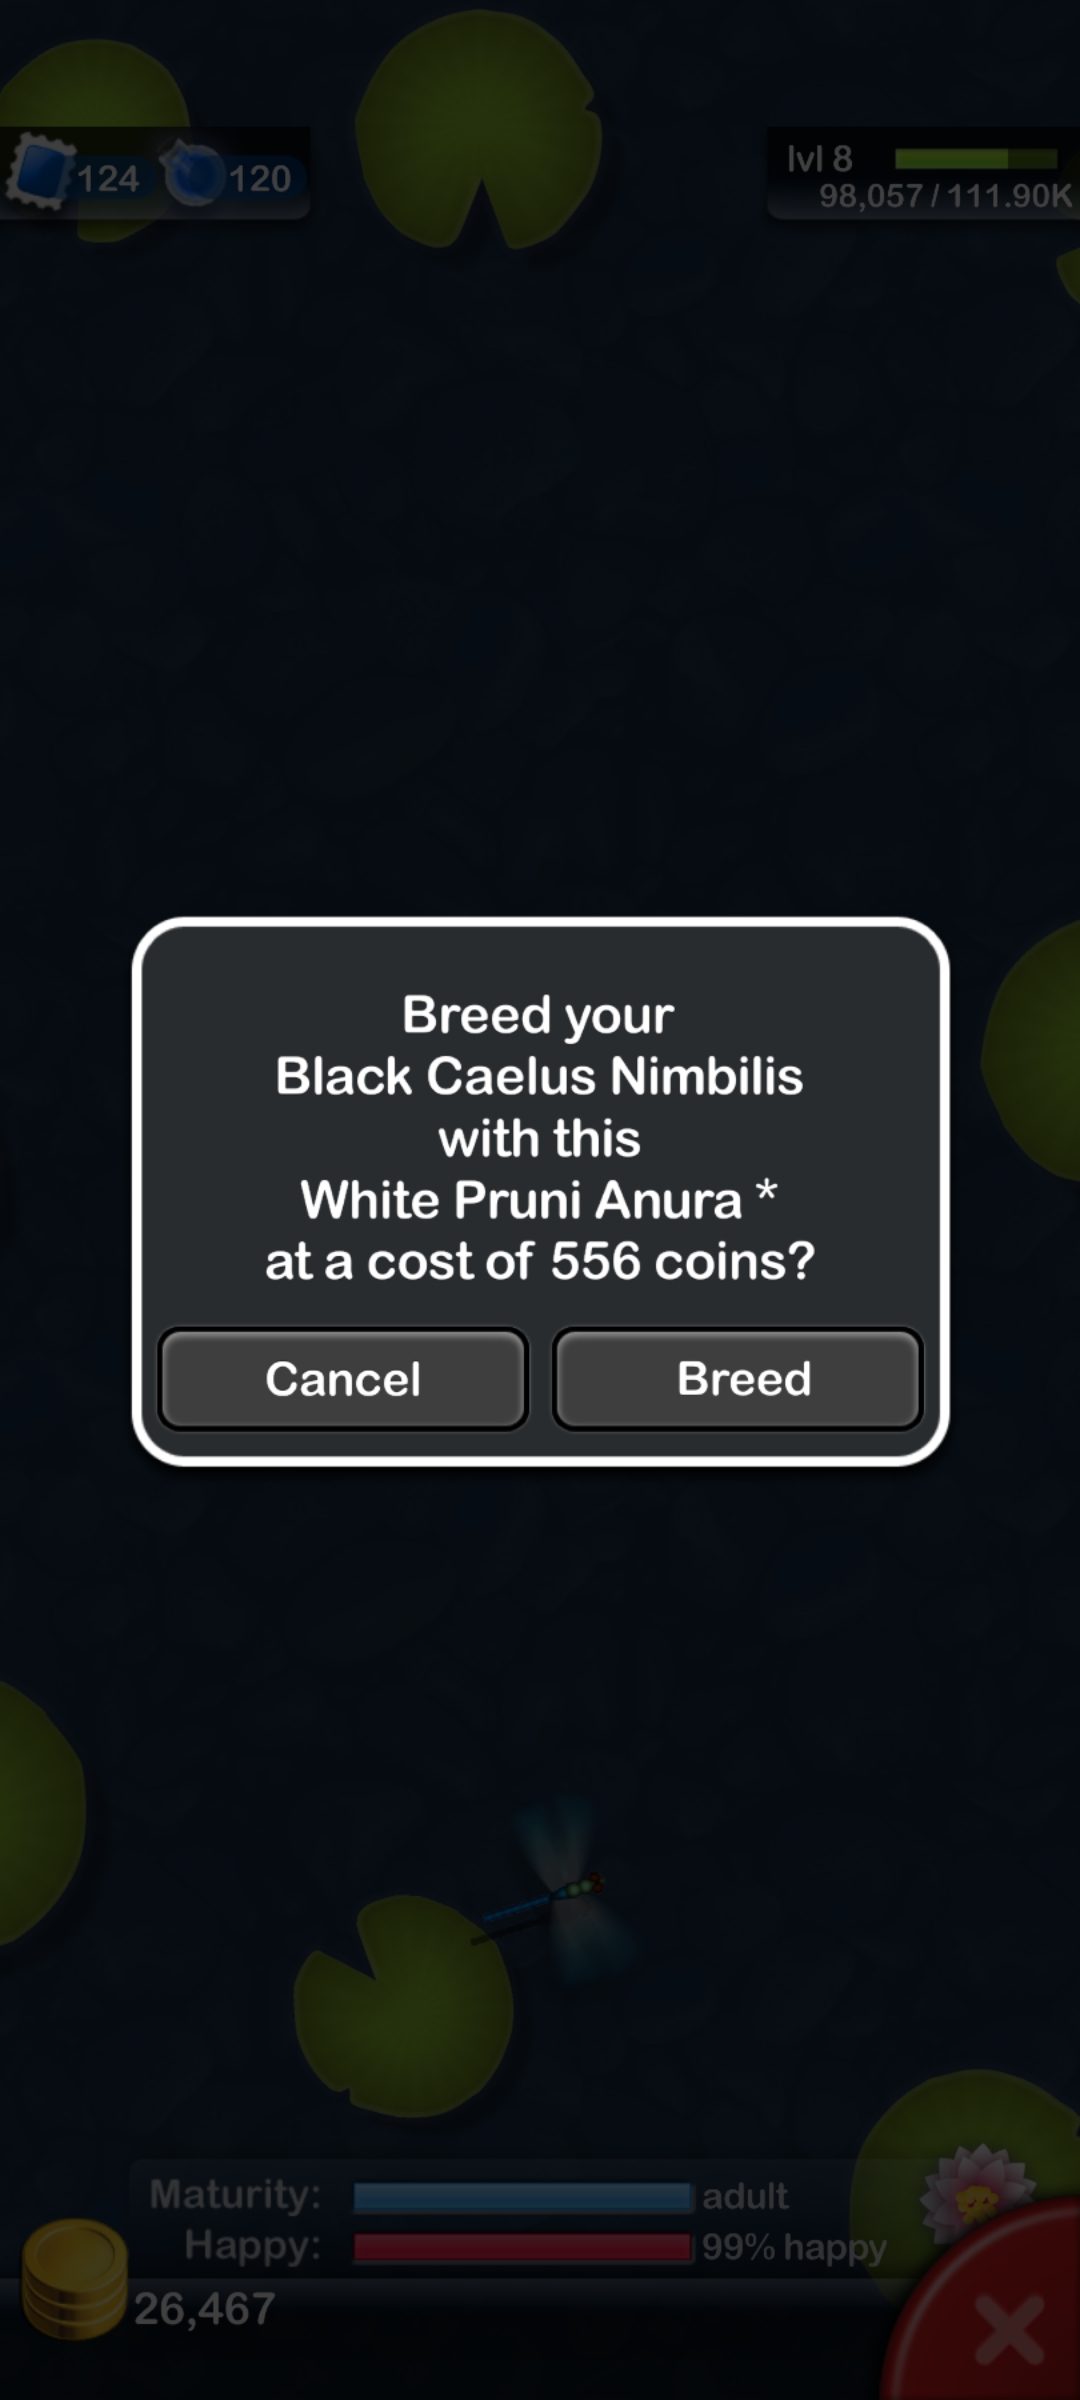 124 120
lvl 8
98,057 / 111.90K
Breed your
Black Caelus Nimbilis
with this
White Pruni Anura *
at a cost of 556 coins?
Cancel Breed
Maturity: adult
Happy: 99% happy
26,467